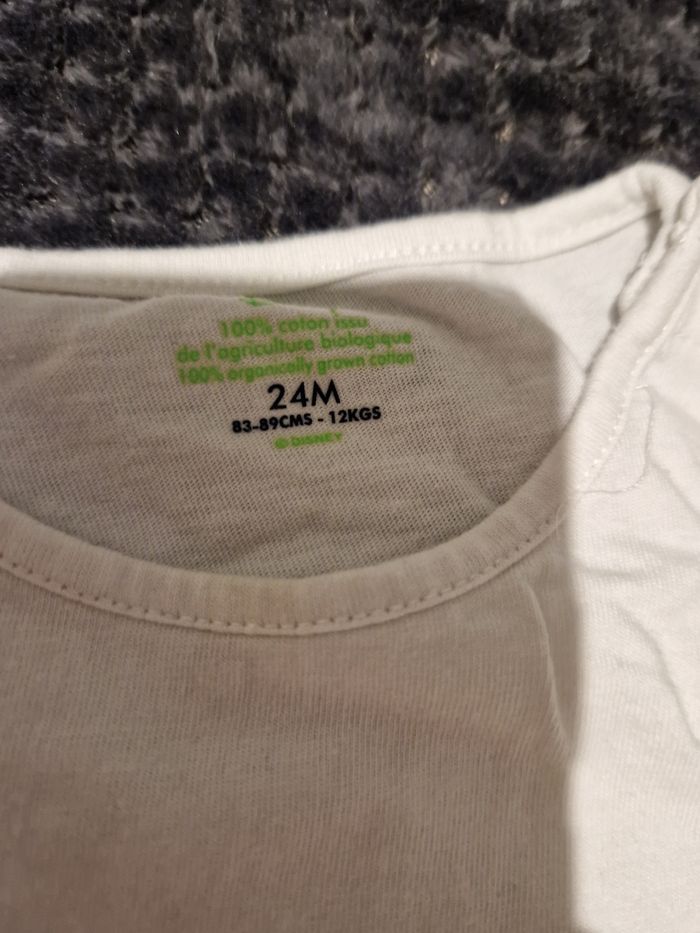 100% coton issu
de l'agriculture biologique
100% organically grown cotton
24M
83-89CMS - 12KGS
© DISNEY